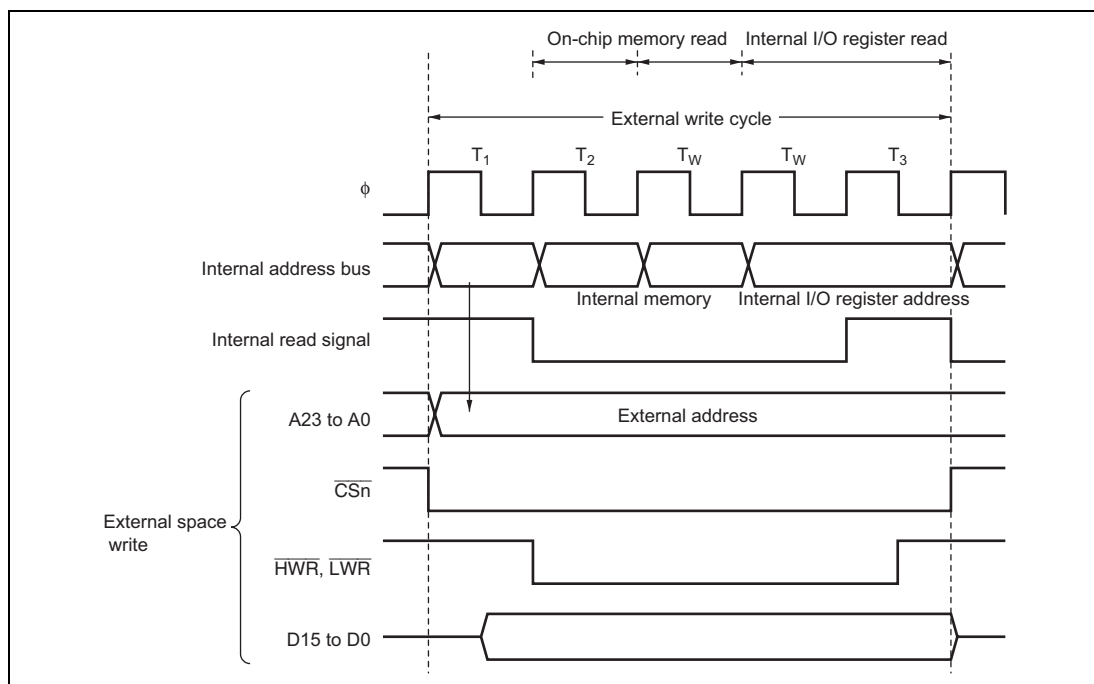 On-chip memory read Internal I/O register read
External write cycle
T1 T2 TW TW T3
ϕ
Internal address bus
Internal memory Internal I/O register address
Internal read signal
A23 to A0 External address
CSn
External space
write
HWR, LWR
D15 to D0